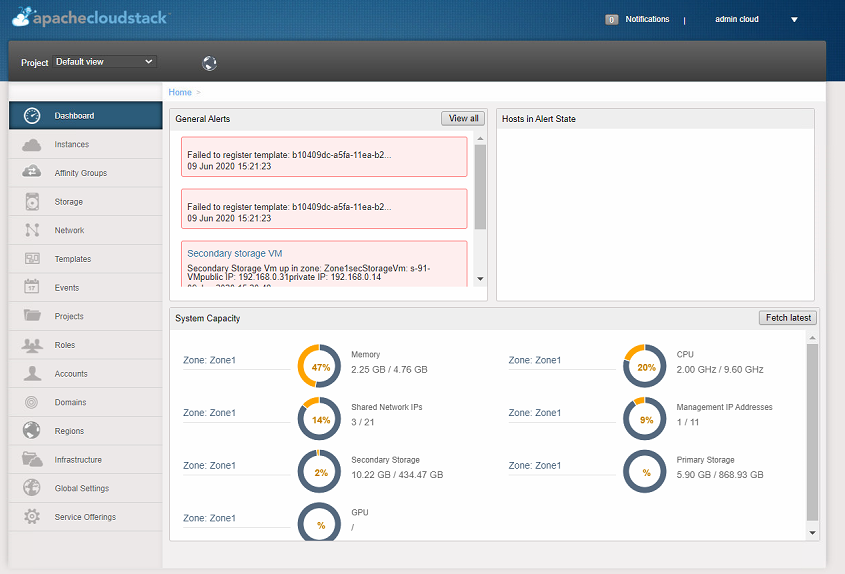 apachecloudstack
0 Notifications | admin cloud
Project Default view
Home >
Dashboard
Instances
Affinity Groups
Storage
Network
Templates
17 Events
Projects
Roles
Accounts
Domains
Regions
Infrastructure
Global Settings
Service Offerings
General Alerts View all
Failed to register template: b10409dc-a5fa-11ea-b2...
09 Jun 2020 15:21:23
Failed to register template: b10409dc-a5fa-11ea-b2...
09 Jun 2020 15:21:23
Secondary storage VM
Secondary Storage Vm up in zone: Zone1secStorageVm: s-91-
VMpublic IP: 192.168.0.31private IP: 192.168.0.14
Hosts in Alert State
System Capacity Fetch latest
Zone: Zone1 47% Memory
2.25 GB / 4.76 GB
Zone: Zone1 20% CPU
2.00 GHz / 9.60 GHz
Zone: Zone1 14% Shared Network IPs
3 / 21
Zone: Zone1 9% Management IP Addresses
1 / 11
Zone: Zone1 2% Secondary Storage
10.22 GB / 434.47 GB
Zone: Zone1 % Primary Storage
5.90 GB / 868.93 GB
Zone: Zone1 % GPU
/